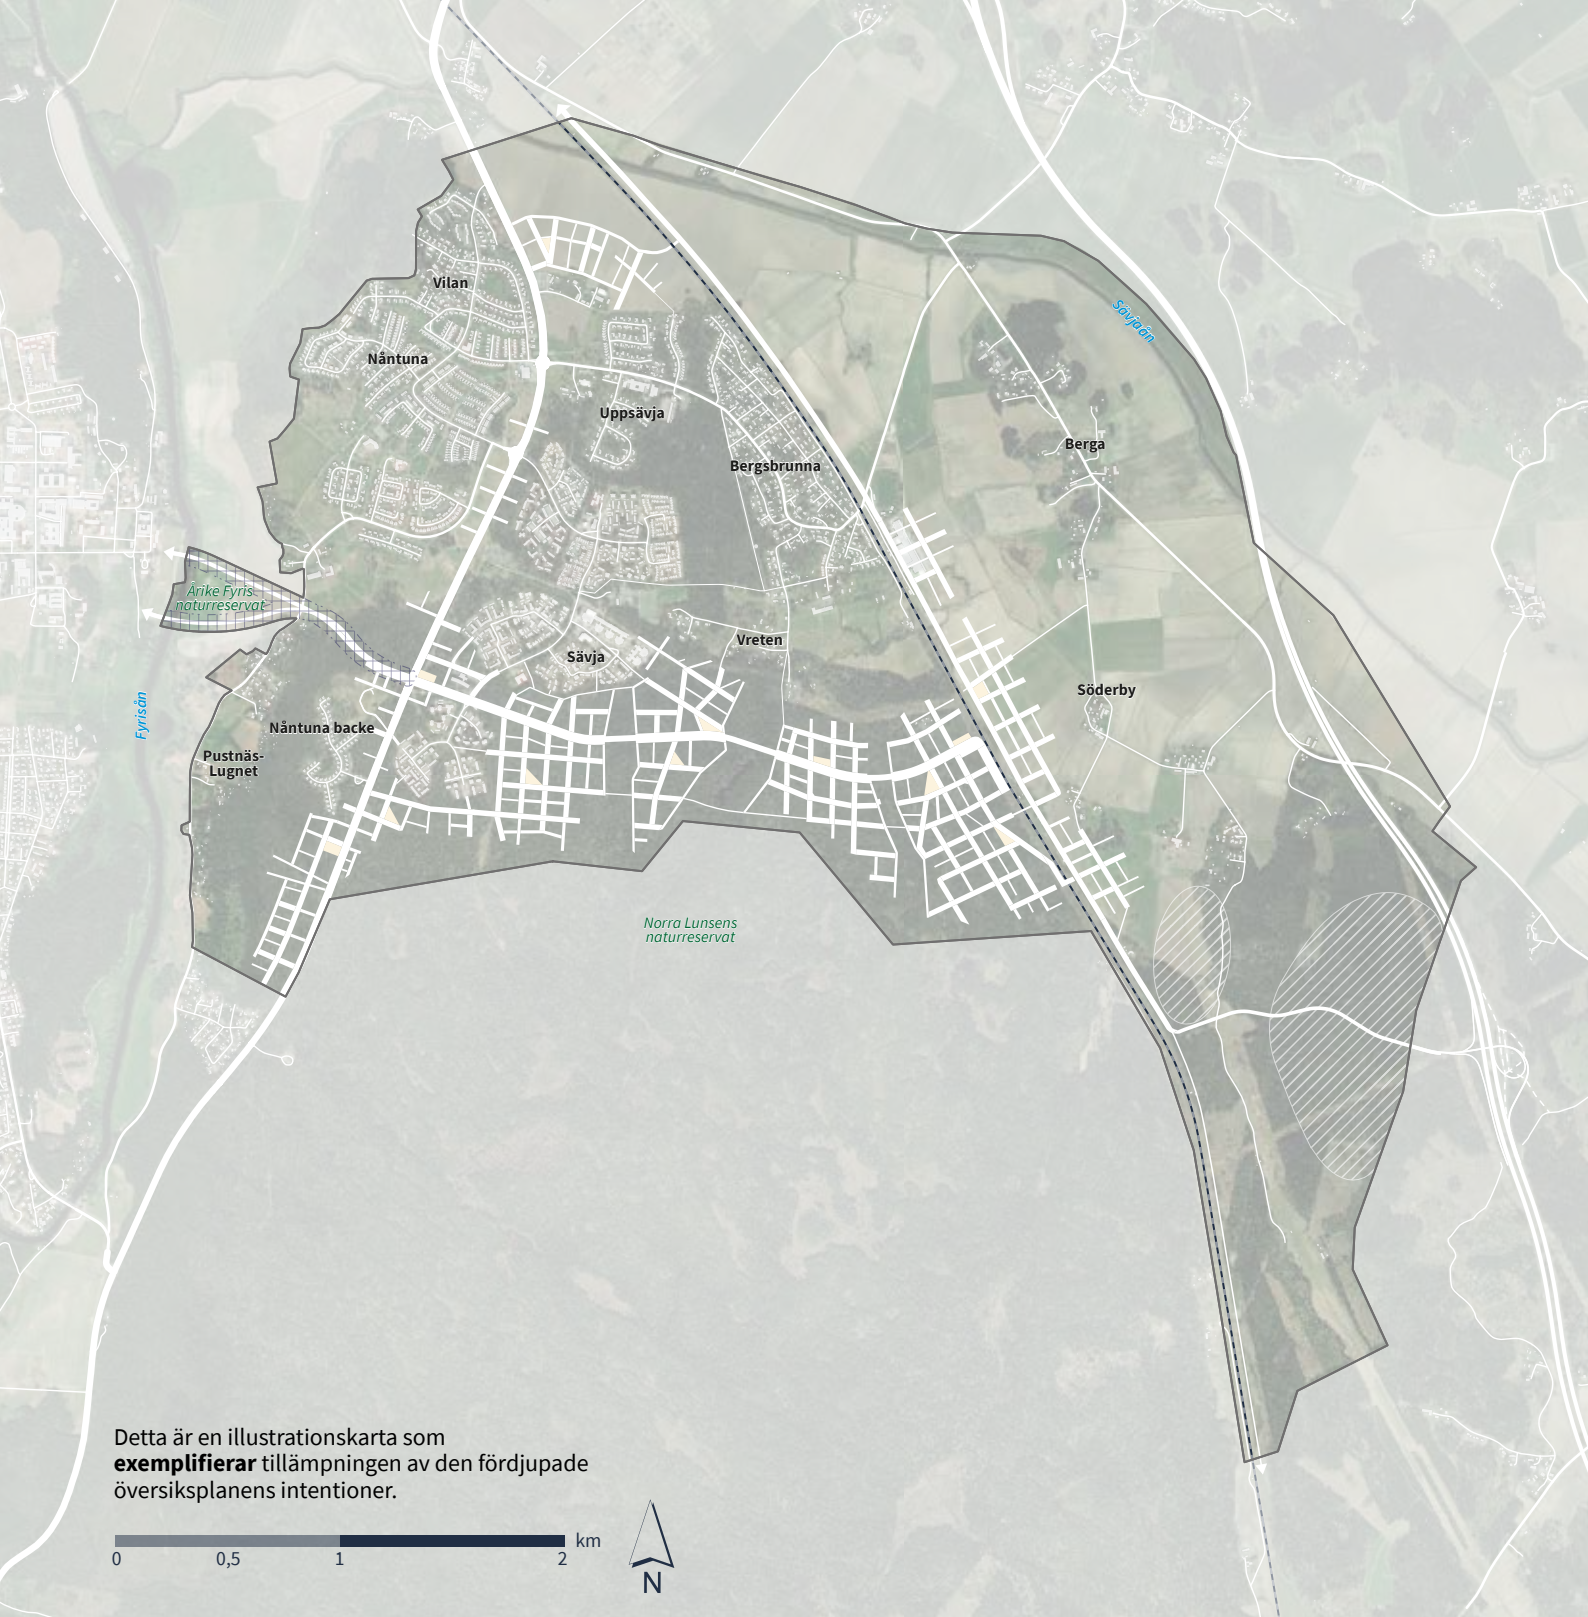 Vilan
Sävjaån
Nåntuna
Uppsävja
Berga
Bergsbrunna
Årike Fyris
naturreservat
Vreten
Sävja
Söderby
Fyrisån
Nåntuna backe
Pustnäs-
Lugnet
Norra Lunsens
naturreservat
Detta är en illustrationskarta som
exemplifierar tillämpningen av den fördjupade
översiksplanens intentioner.
km
0 0,5 1 2
N